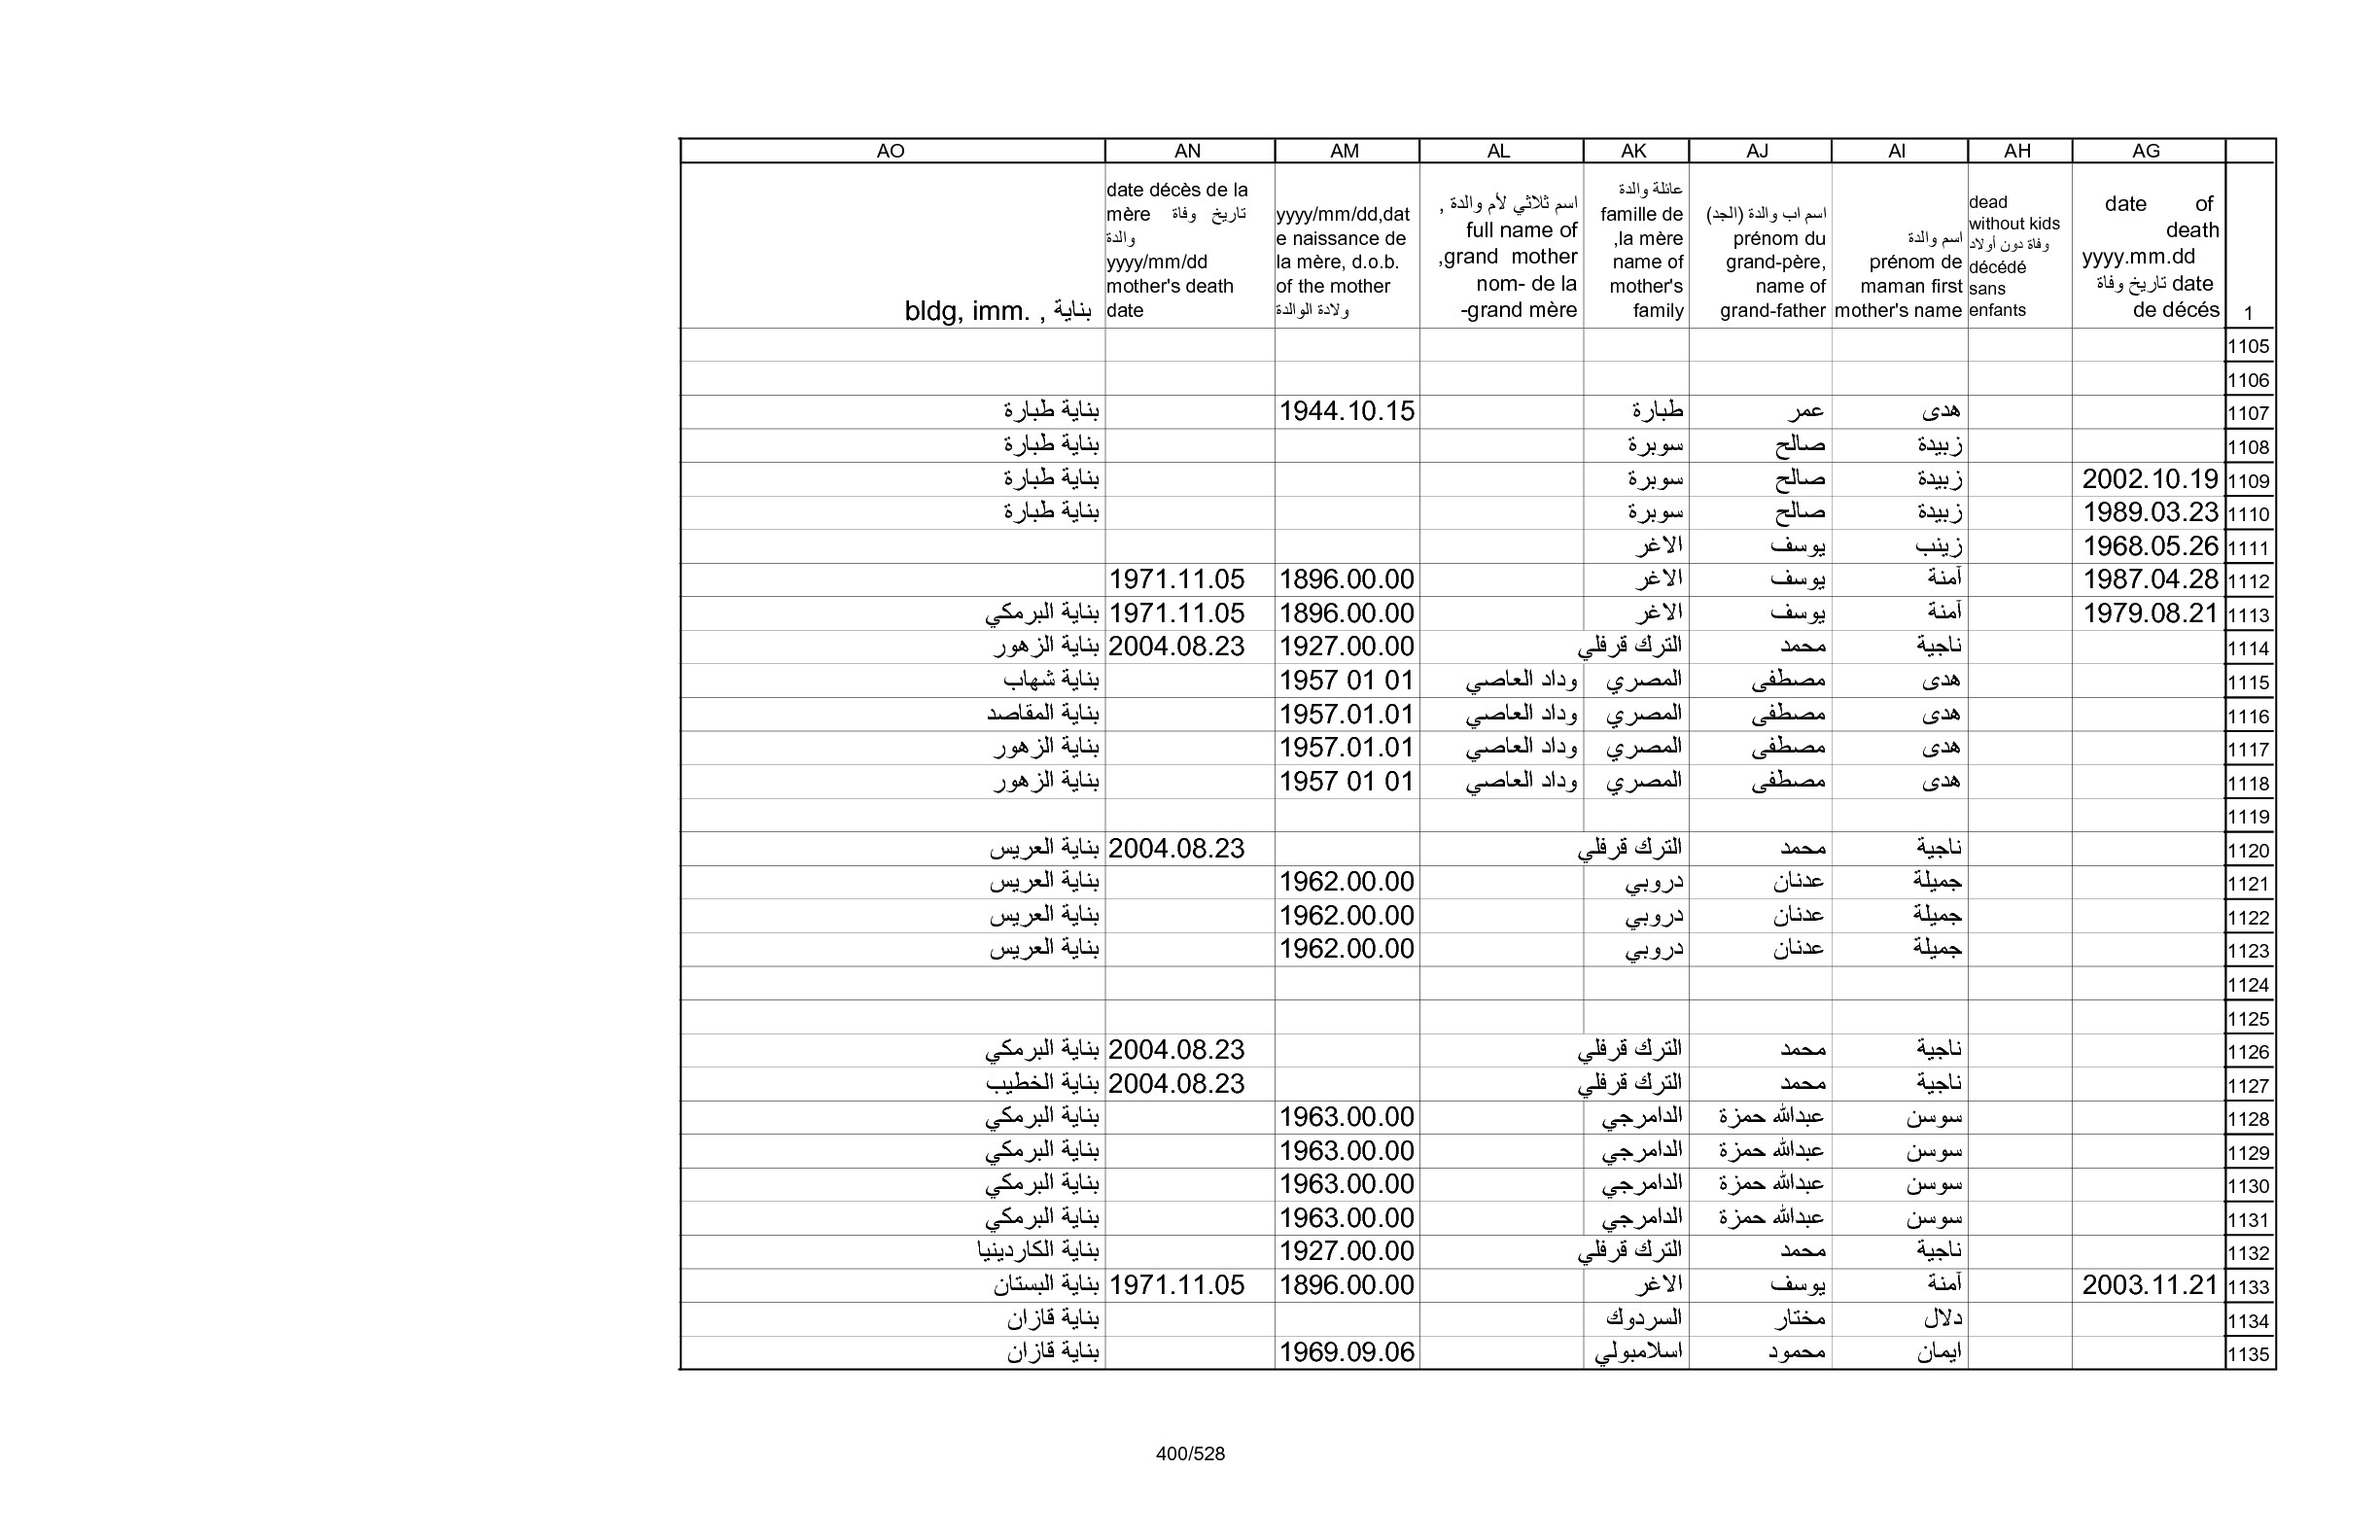 AG AH AI AJ AK AL AM AN AO
1 date of death yyyy.mm.dd تاريخ وفاة date de décés dead without kids وفاة دون أولاد décédé sans enfants اسم والدة prénom de maman first mother's name اسم اب والدة (الجد) prénom du grand-père, name of grand-father عائلة والدة famille de la mère, name of mother's family اسم ثلاثي لأم والدة , full name of grand mother, nom- de la grand mère- yyyy/mm/dd,date naissance de la mère, d.o.b. of the mother ولادة الوالدة date décès de la mère تاريخ وفاة والدة yyyy/mm/dd mother's death date bldg, imm. , بناية
1105
1106
1107 هدى عمر طبارة 1944.10.15 بناية طبارة
1108 زبيدة صالح سوبرة بناية طبارة
1109 2002.10.19 زبيدة صالح سوبرة بناية طبارة
1110 1989.03.23 زبيدة صالح سوبرة بناية طبارة
1111 1968.05.26 زينب يوسف الاغر
1112 1987.04.28 آمنة يوسف الاغر 1896.00.00 1971.11.05
1113 1979.08.21 آمنة يوسف الاغر 1896.00.00 1971.11.05 بناية البرمكي
1114 ناجية محمد الترك قرفلي 1927.00.00 2004.08.23 بناية الزهور
1115 هدى مصطفى المصري وداد العاصي 1957 01 01 بناية شهاب
1116 هدى مصطفى المصري وداد العاصي 1957.01.01 بناية المقاصد
1117 هدى مصطفى المصري وداد العاصي 1957.01.01 بناية الزهور
1118 هدى مصطفى المصري وداد العاصي 1957 01 01 بناية الزهور
1119
1120 ناجية محمد الترك قرفلي 2004.08.23 بناية العريس
1121 جميلة عدنان دروبي 1962.00.00 بناية العريس
1122 جميلة عدنان دروبي 1962.00.00 بناية العريس
1123 جميلة عدنان دروبي 1962.00.00 بناية العريس
1124
1125
1126 ناجية محمد الترك قرفلي 2004.08.23 بناية البرمكي
1127 ناجية محمد الترك قرفلي 2004.08.23 بناية الخطيب
1128 سوسن عبدالله حمزة الدامرجي 1963.00.00 بناية البرمكي
1129 سوسن عبدالله حمزة الدامرجي 1963.00.00 بناية البرمكي
1130 سوسن عبدالله حمزة الدامرجي 1963.00.00 بناية البرمكي
1131 سوسن عبدالله حمزة الدامرجي 1963.00.00 بناية البرمكي
1132 ناجية محمد الترك قرفلي 1927.00.00 بناية الكاردينيا
1133 2003.11.21 آمنة يوسف الاغر 1896.00.00 1971.11.05 بناية البستان
1134 دلال مختار السردوك بناية قازان
1135 ايمان محمود اسلامبولي 1969.09.06 بناية قازان
400/528